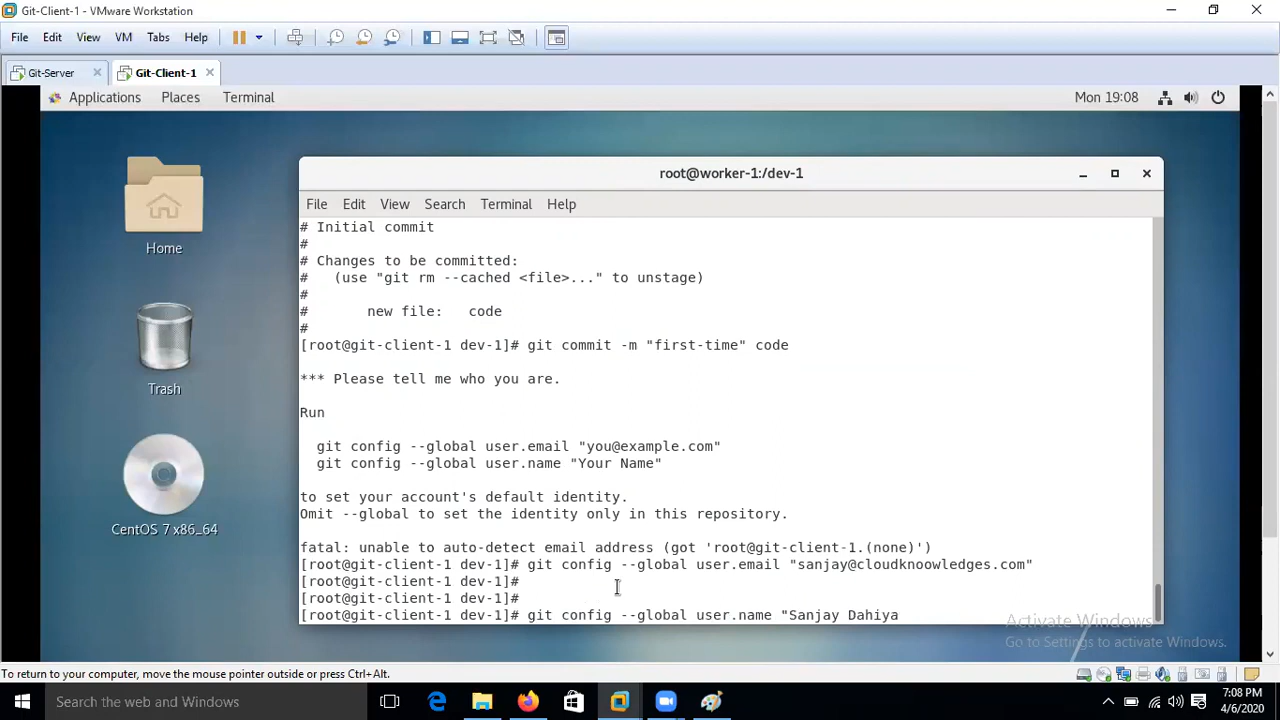 Git-Client-1 - VMware Workstation
File Edit View VM Tabs Help
Git-Server Git-Client-1
Applications Places Terminal Mon 19:08
root@worker-1:/dev-1
File Edit View Search Terminal Help
Home
Trash
CentOS 7 x86_64
# Initial commit
#
# Changes to be committed:
#   (use "git rm --cached <file>..." to unstage)
#
#       new file:   code
#
[root@git-client-1 dev-1]# git commit -m "first-time" code
*** Please tell me who you are.
Run
  git config --global user.email "you@example.com"
  git config --global user.name "Your Name"
to set your account's default identity.
Omit --global to set the identity only in this repository.
fatal: unable to auto-detect email address (got 'root@git-client-1.(none)')
[root@git-client-1 dev-1]# git config --global user.email "sanjay@cloudknoowledges.com"
[root@git-client-1 dev-1]#
[root@git-client-1 dev-1]#
[root@git-client-1 dev-1]# git config --global user.name "Sanjay Dahiya
Activate Windows
Go to Settings to activate Windows.
To return to your computer, move the mouse pointer outside or press Ctrl+Alt.
Search the web and Windows
7:08 PM
4/6/2020